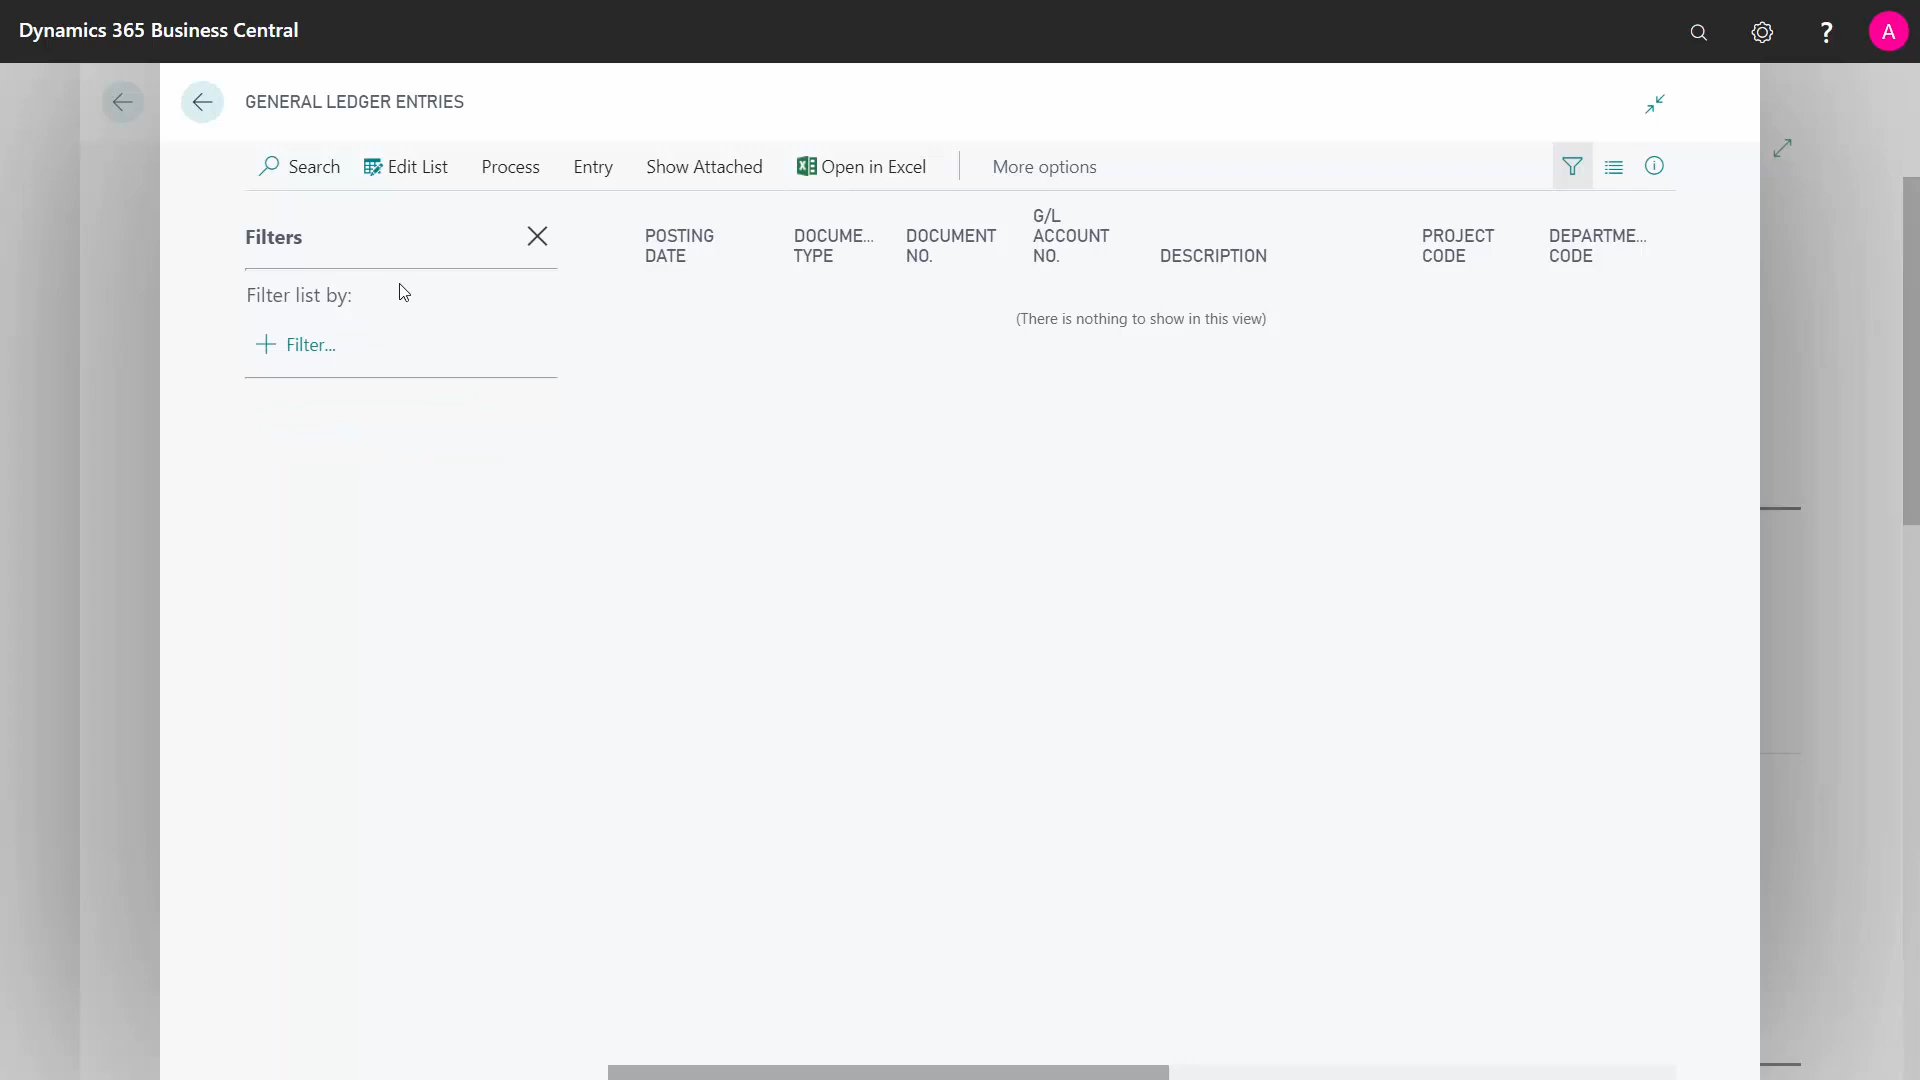 Dynamics 365 Business Central
?
A
GENERAL LEDGER ENTRIES
Search
Edit List
Process
Entry
Show Attached
Open in Excel
More options
Filters
Filter list by:
Filter...
POSTING
DATE
DOCUME...
TYPE
DOCUMENT
NO.
G/L
ACCOUNT
NO.
DESCRIPTION
PROJECT
CODE
DEPARTME...
CODE
(There is nothing to show in this view)